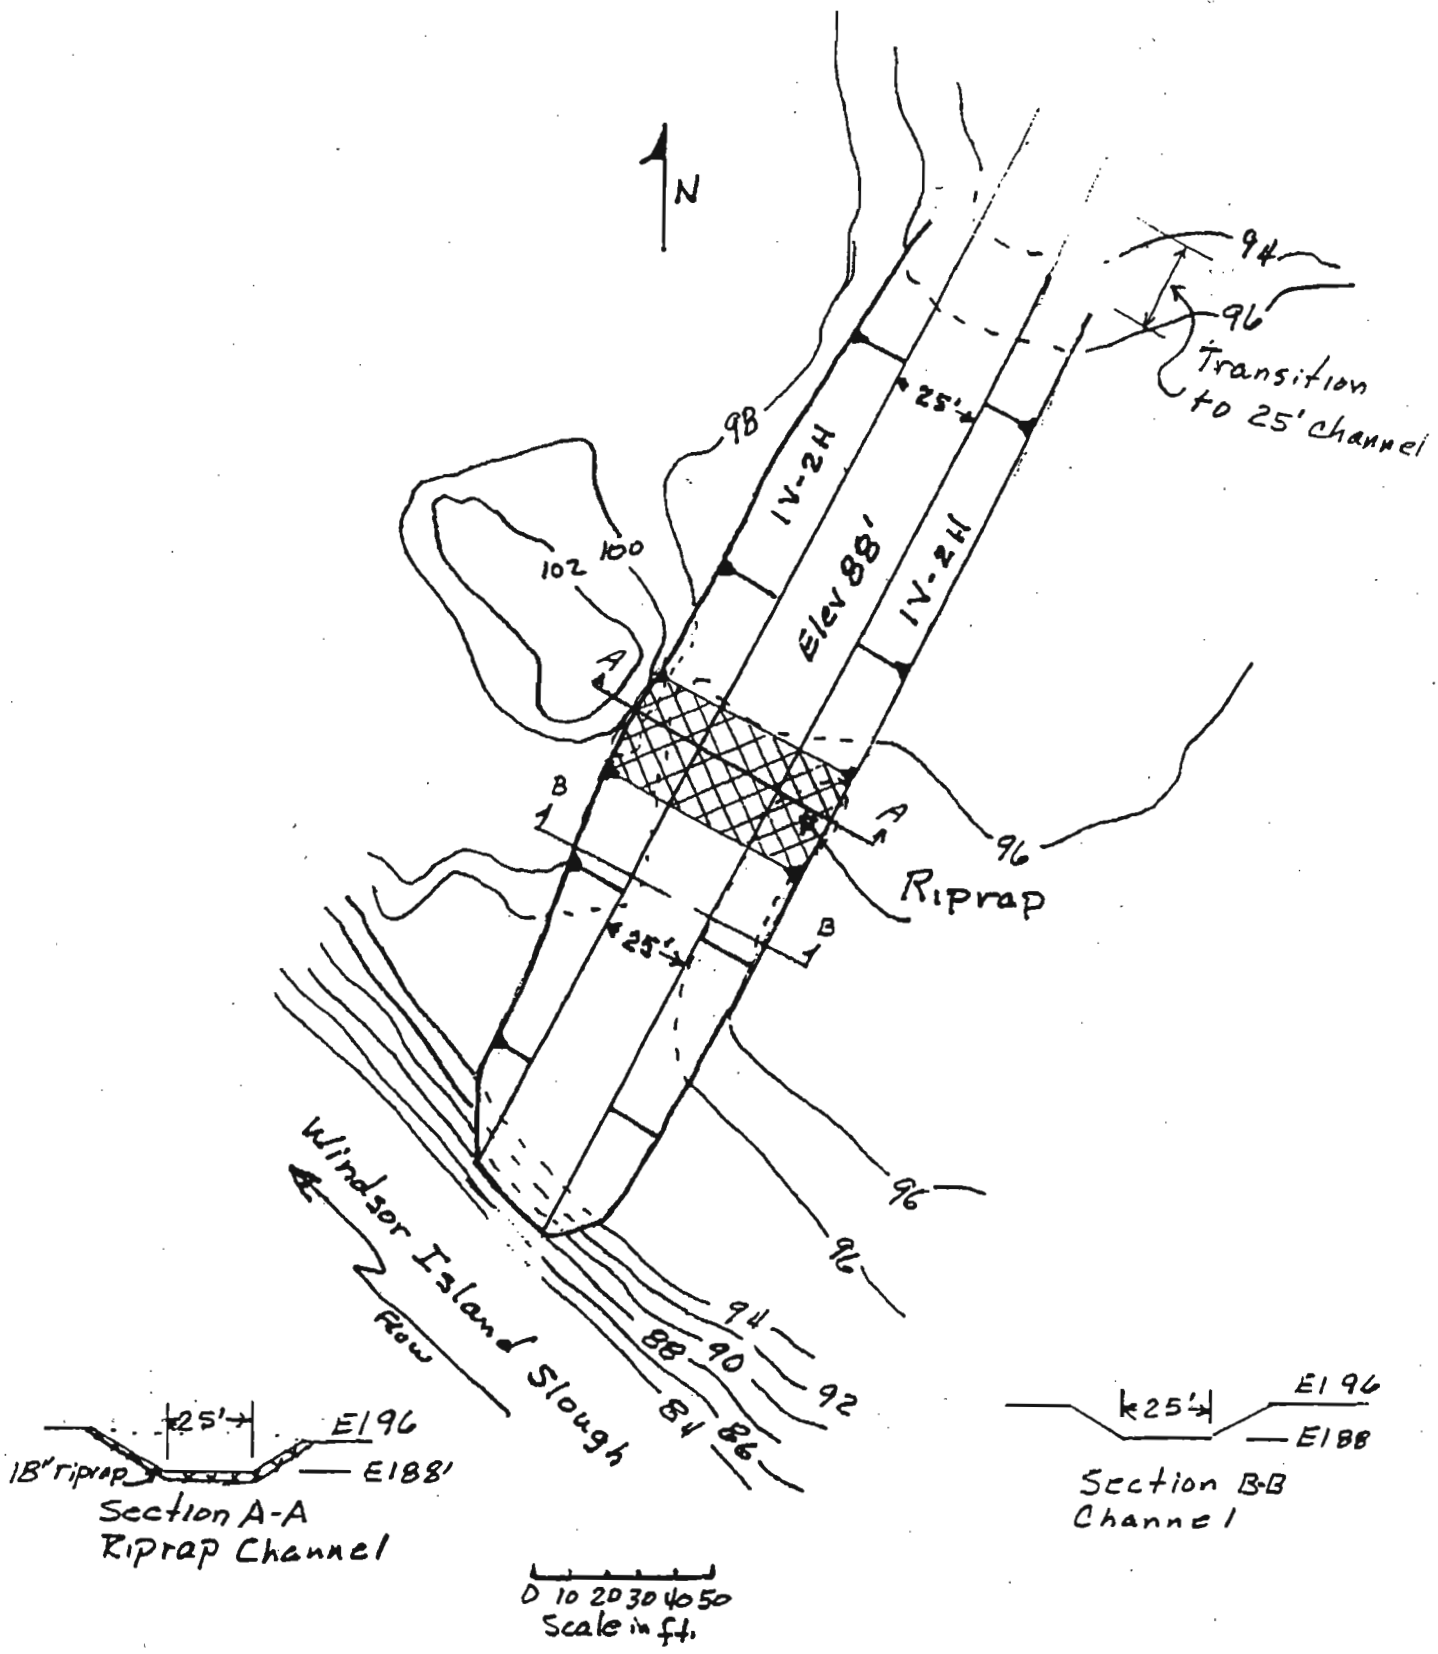 N
94
96
Transition
to 25' channel
25'
98
1V-2H
100
102
Elev 88'
1V-2H
A
B
A
96
Riprap
B
25'
96
96
Windsor Island Slough
Flow
94
88
90
92
84
86
25'
El 96
18" riprap
El 88'
Section A-A
Riprap Channel
25'
El 96
El 88
Section B-B
Channel
0 10 20 30 40 50
Scale in ft.